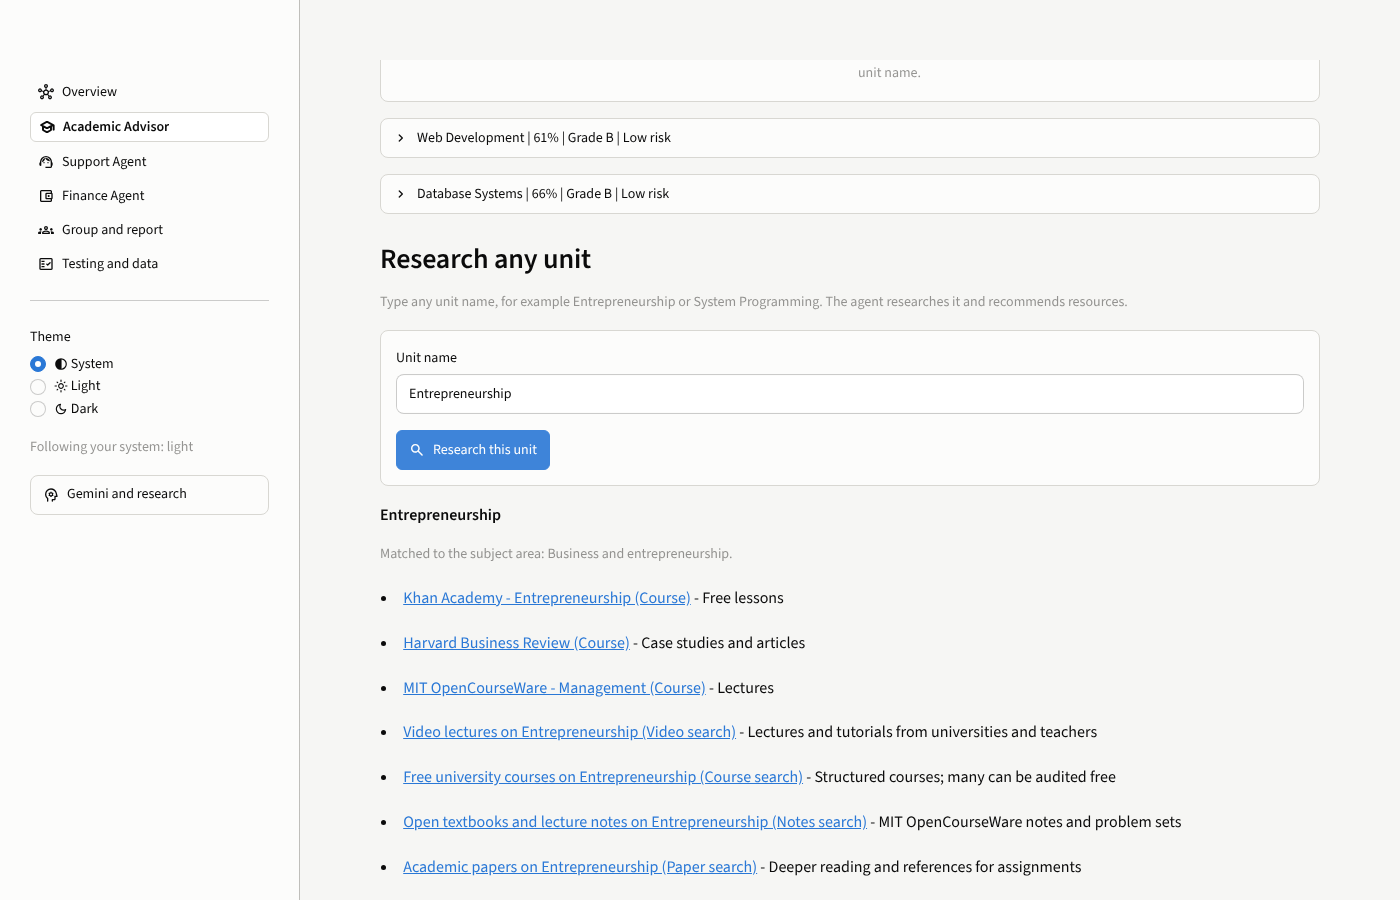 Overview
Academic Advisor
Support Agent
Finance Agent
Group and report
Testing and data
Theme
System
Light
Dark
Following your system: light
Gemini and research
unit name.
Web Development | 61% | Grade B | Low risk
Database Systems | 66% | Grade B | Low risk
Research any unit
Type any unit name, for example Entrepreneurship or System Programming. The agent researches it and recommends resources.
Unit name
Entrepreneurship
Research this unit
Entrepreneurship
Matched to the subject area: Business and entrepreneurship.
Khan Academy - Entrepreneurship (Course) - Free lessons
Harvard Business Review (Course) - Case studies and articles
MIT OpenCourseWare - Management (Course) - Lectures
Video lectures on Entrepreneurship (Video search) - Lectures and tutorials from universities and teachers
Free university courses on Entrepreneurship (Course search) - Structured courses; many can be audited free
Open textbooks and lecture notes on Entrepreneurship (Notes search) - MIT OpenCourseWare notes and problem sets
Academic papers on Entrepreneurship (Paper search) - Deeper reading and references for assignments